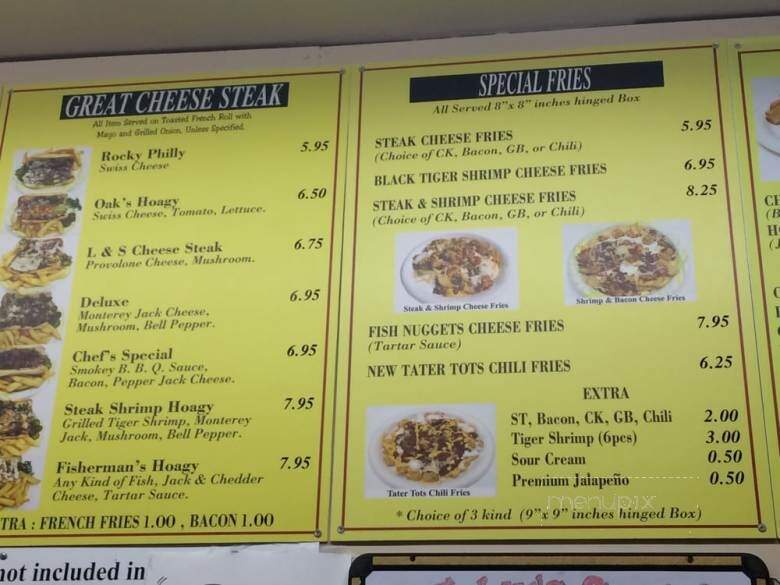 GREAT CHEESE STEAK
All Item Served on Toasted French Roll with
Mayo and Grilled Onion, Unless Specified.
Rocky Philly 5.95
Swiss Cheese
Oak's Hoagy 6.50
Swiss Cheese, Tomato, Lettuce.
L & S Cheese Steak 6.75
Provolone Cheese, Mushroom.
Deluxe 6.95
Monterey Jack Cheese,
Mushroom, Bell Pepper.
Chef's Special 6.95
Smokey B. B. Q. Sauce,
Bacon, Pepper Jack Cheese.
Steak Shrimp Hoagy 7.95
Grilled Tiger Shrimp, Monterey
Jack, Mushroom, Bell Pepper.
Fisherman's Hoagy 7.95
Any Kind of Fish, Jack & Chedder
Cheese, Tartar Sauce.
TRA : FRENCH FRIES 1.00 , BACON 1.00
not included in
SPECIAL FRIES
All Served 8"x 8" inches hinged Box
STEAK CHEESE FRIES 5.95
(Choice of CK, Bacon, GB, or Chili)
BLACK TIGER SHRIMP CHEESE FRIES 6.95
STEAK & SHRIMP CHEESE FRIES 8.25
(Choice of CK, Bacon, GB, or Chili)
Steak & Shrimp Cheese Fries
Shrimp & Bacon Cheese Fries
FISH NUGGETS CHEESE FRIES 7.95
(Tartar Sauce)
NEW TATER TOTS CHILI FRIES 6.25
EXTRA
ST, Bacon, CK, GB, Chili 2.00
Tiger Shrimp (6pcs) 3.00
Sour Cream 0.50
Premium Jalapeño 0.50
Tater Tots Chili Fries
menupix
* Choice of 3 kind (9"x 9" inches hinged Box)